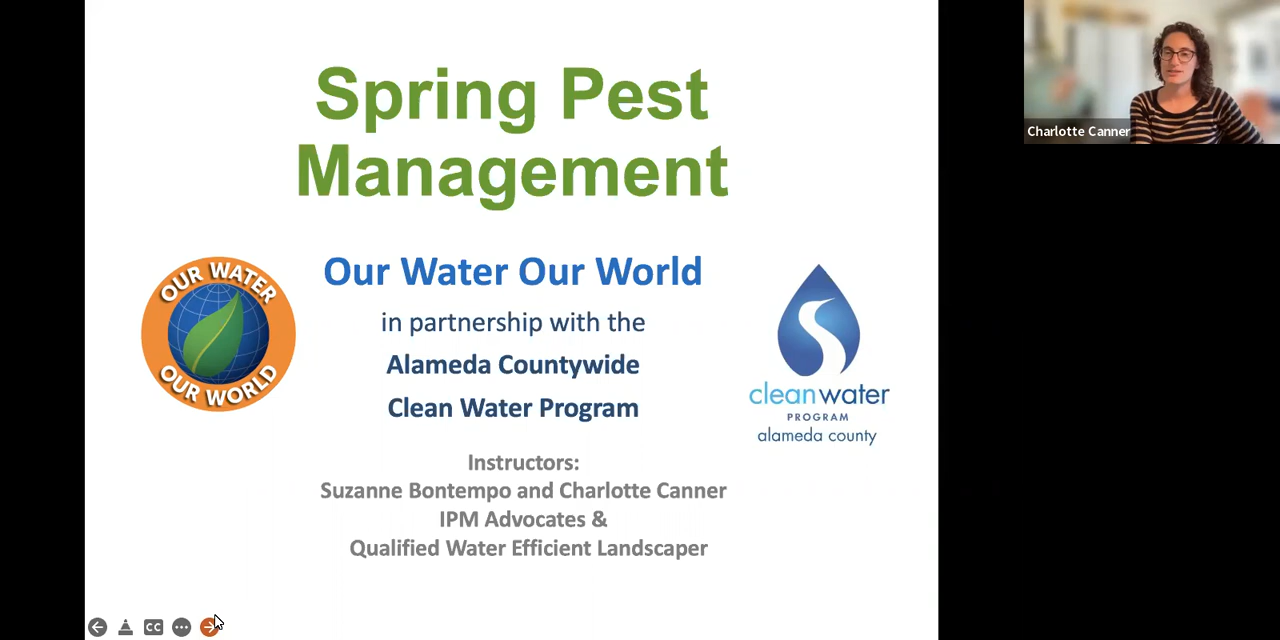 Spring Pest
Management
Our Water Our World
in partnership with the
Alameda Countywide
Clean Water Program
Instructors:
Suzanne Bontempo and Charlotte Canner
IPM Advocates &
Qualified Water Efficient Landscaper
OUR WATER
OUR WORLD
cleanwater
PROGRAM
alameda county
Charlotte Canner
CC